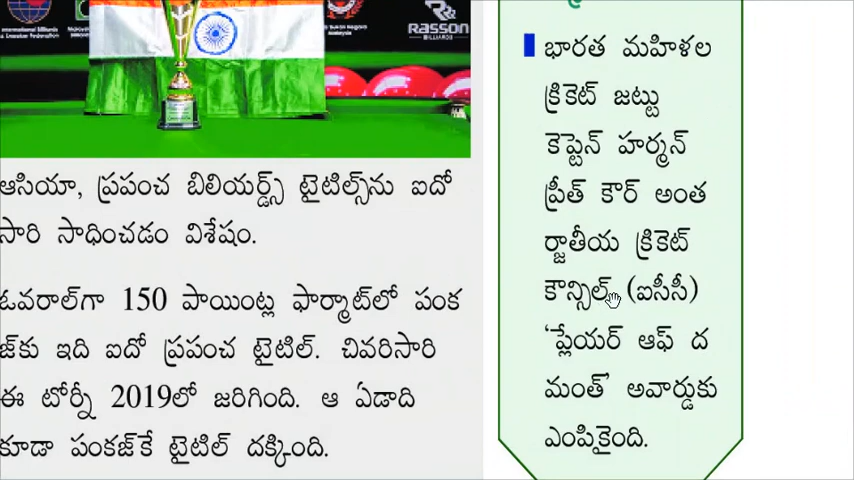 RASSON
BILLIARDS
ఆసియా, ప్రపంచ బిలియర్డ్స్ టైటిల్స్‌ను ఐదో
సారి సాధించడం విశేషం.
ఓవరాల్‌గా 150 పాయింట్ల ఫార్మాట్‌లో పంక
జ్‌కు ఇది ఐదో ప్రపంచ టైటిల్. చివరిసారి
ఈ టోర్నీ 2019లో జరిగింది. ఆ ఏడాది
కూడా పంకజ్‌కే టైటిల్ దక్కింది.
భారత మహిళల
క్రికెట్ జట్టు
కెప్టెన్ హర్మన్
ప్రీత్ కౌర్ అంత
ర్జాతీయ క్రికెట్
కౌన్సిల్ (ఐసీసీ)
‘ప్లేయర్ ఆఫ్ ద
మంత్’ అవార్డుకు
ఎంపికైంది.